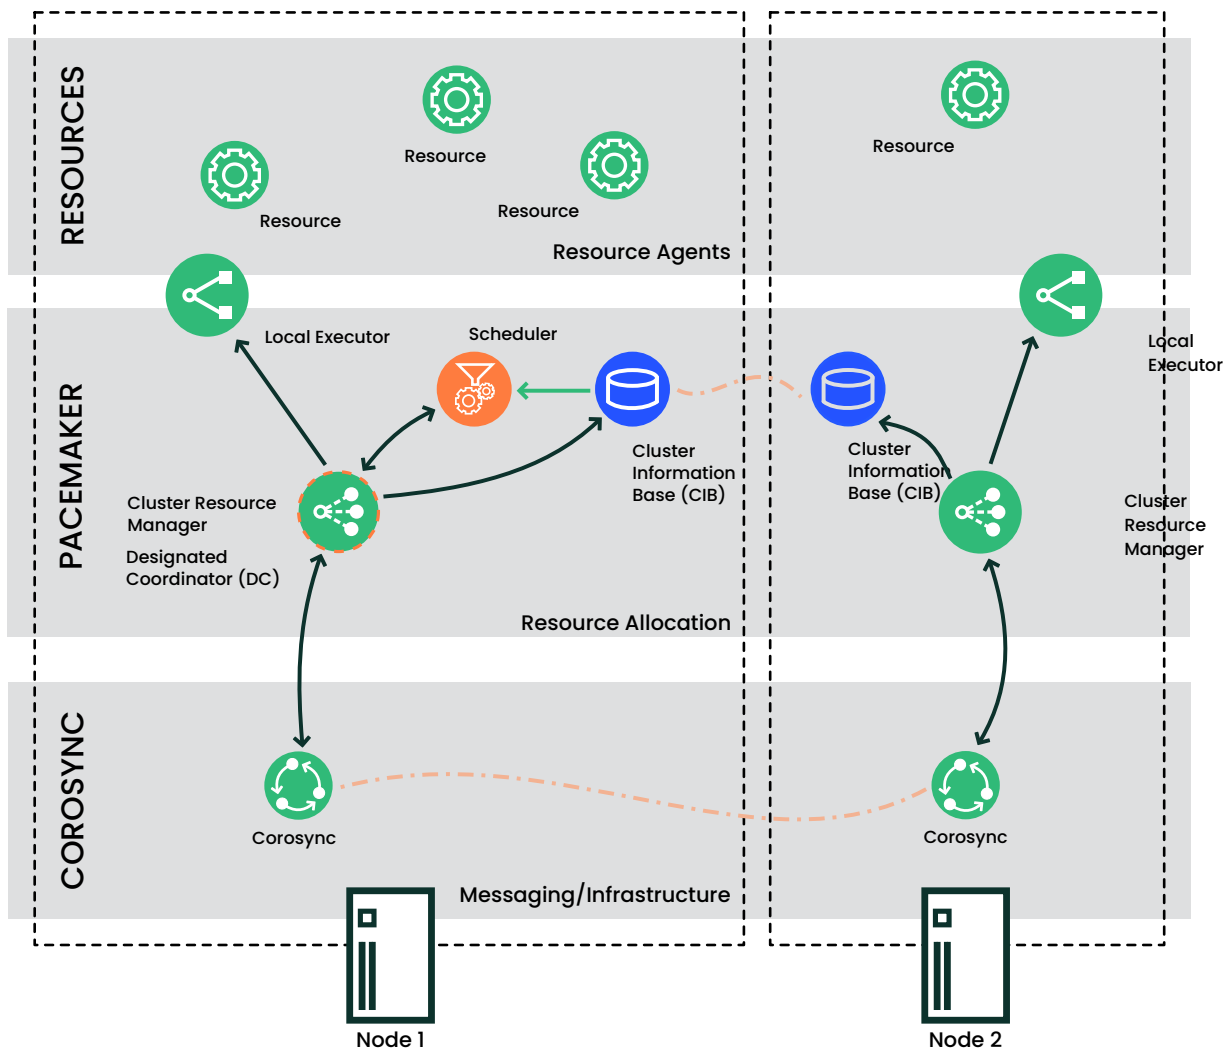 RESOURCES
Resource
Resource
Resource
Resource Agents
Resource
PACEMAKER
Local Executor
Scheduler
Cluster
Information
Base (CIB)
Cluster Resource
Manager
Designated
Coordinator (DC)
Resource Allocation
Local
Executor
Cluster
Information
Base (CIB)
Cluster
Resource
Manager
COROSYNC
Corosync
Messaging/Infrastructure
Corosync
Node 1
Node 2